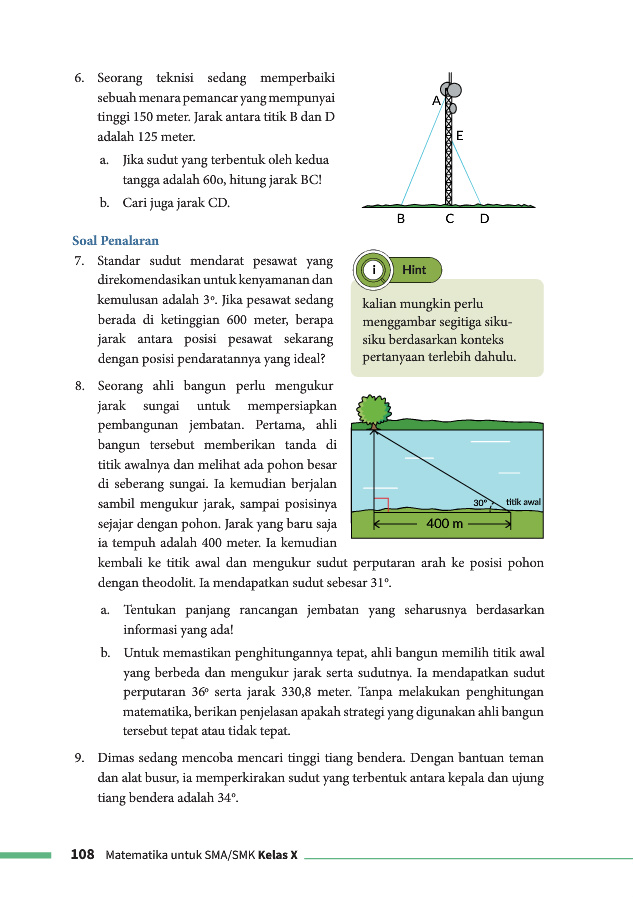 6. Seorang teknisi sedang memperbaiki
sebuah menara pemancar yang mempunyai
tinggi 150 meter. Jarak antara titik B dan D
adalah 125 meter.
a. Jika sudut yang terbentuk oleh kedua
tangga adalah 60o, hitung jarak BC!
b. Cari juga jarak CD.
A
E
B C D
Soal Penalaran
7. Standar sudut mendarat pesawat yang
direkomendasikan untuk kenyamanan dan
kemulusan adalah 3º. Jika pesawat sedang
berada di ketinggian 600 meter, berapa
jarak antara posisi pesawat sekarang
dengan posisi pendaratannya yang ideal?
i Hint
kalian mungkin perlu
menggambar segitiga siku-
siku berdasarkan konteks
pertanyaan terlebih dahulu.
8. Seorang ahli bangun perlu mengukur
jarak sungai untuk mempersiapkan
pembangunan jembatan. Pertama, ahli
bangun tersebut memberikan tanda di
titik awalnya dan melihat ada pohon besar
di seberang sungai. Ia kemudian berjalan
sambil mengukur jarak, sampai posisinya
sejajar dengan pohon. Jarak yang baru saja
ia tempuh adalah 400 meter. Ia kemudian
kembali ke titik awal dan mengukur sudut perputaran arah ke posisi pohon
dengan theodolit. Ia mendapatkan sudut sebesar 31º.
30° titik awal
400 m
a. Tentukan panjang rancangan jembatan yang seharusnya berdasarkan
informasi yang ada!
b. Untuk memastikan penghitungannya tepat, ahli bangun memilih titik awal
yang berbeda dan mengukur jarak serta sudutnya. Ia mendapatkan sudut
perputaran 36º serta jarak 330,8 meter. Tanpa melakukan penghitungan
matematika, berikan penjelasan apakah strategi yang digunakan ahli bangun
tersebut tepat atau tidak tepat.
9. Dimas sedang mencoba mencari tinggi tiang bendera. Dengan bantuan teman
dan alat busur, ia memperkirakan sudut yang terbentuk antara kepala dan ujung
tiang bendera adalah 34º.
108 Matematika untuk SMA/SMK Kelas X